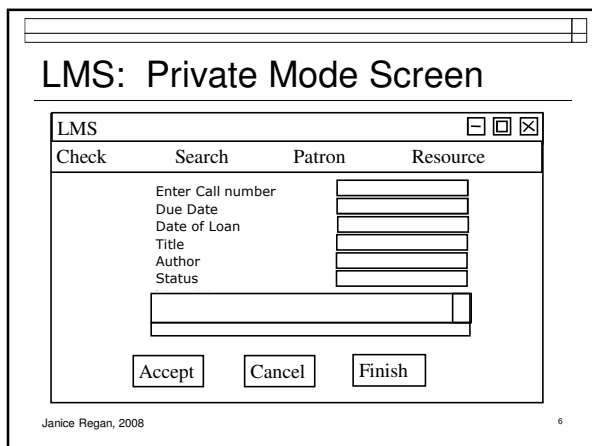 LMS: Private Mode Screen
LMS
Check Search Patron Resource
Enter Call number
Due Date
Date of Loan
Title
Author
Status
Accept Cancel Finish
Janice Regan, 2008 6